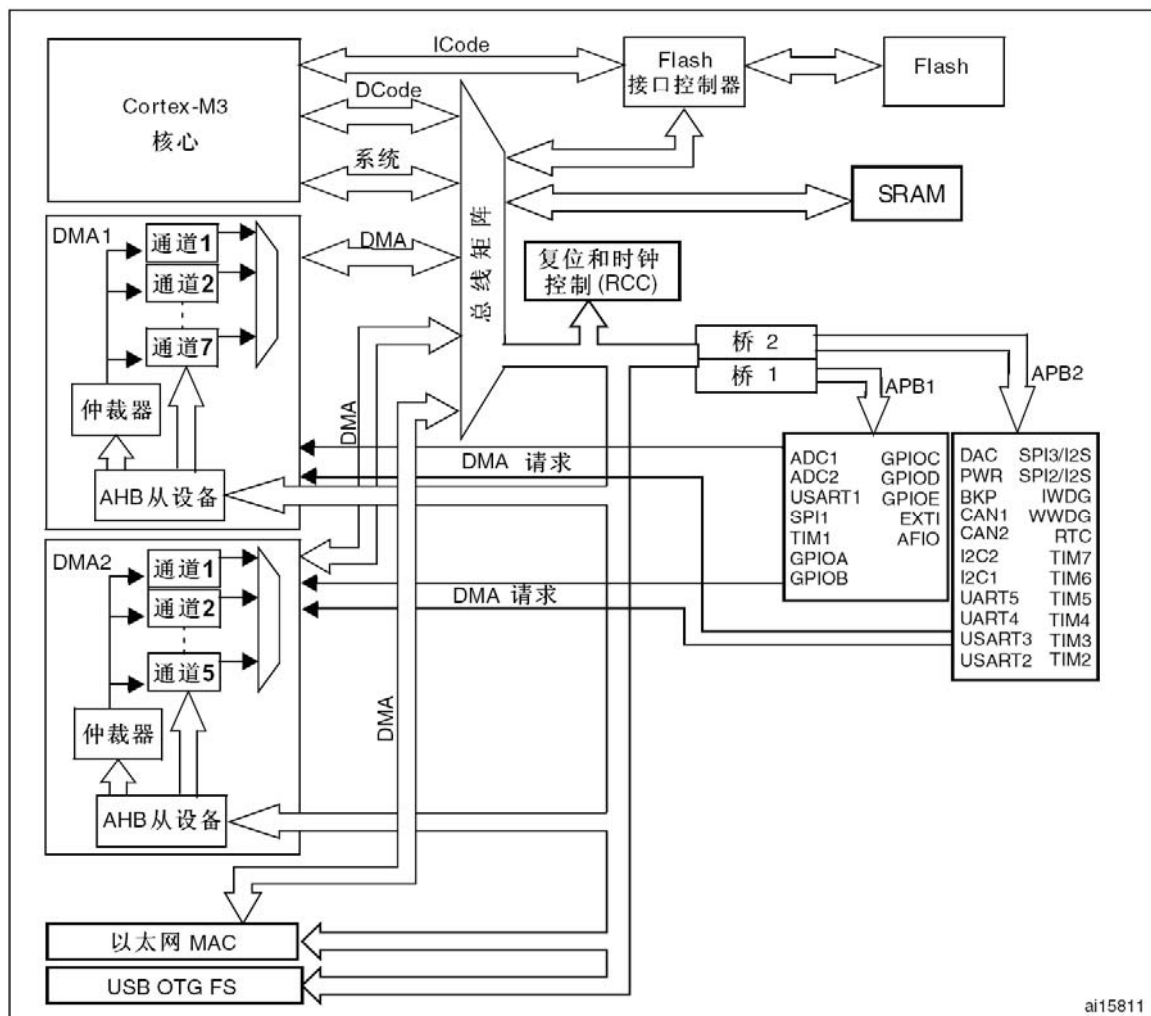 ICode
Flash
接口控制器
Flash
Cortex-M3
核心
DCode
系统
总线矩阵
SRAM
DMA1
通道1
通道2
通道7
仲裁器
AHB从设备
DMA
复位和时钟
控制(RCC)
桥 2
桥 1
APB1
APB2
DMA
DMA 请求
ADC1 GPIOC
ADC2 GPIOD
USART1 GPIOE
SPI1 EXTI
TIM1 AFIO
GPIOA
GPIOB
DAC SPI3/I2S
PWR SPI2/I2S
BKP IWDG
CAN1 WWDG
CAN2 RTC
I2C2 TIM7
I2C1 TIM6
UART5 TIM5
UART4 TIM4
USART3 TIM3
USART2 TIM2
DMA2
通道1
通道2
通道5
仲裁器
AHB从设备
DMA 请求
DMA
以太网 MAC
USB OTG FS
ai15811